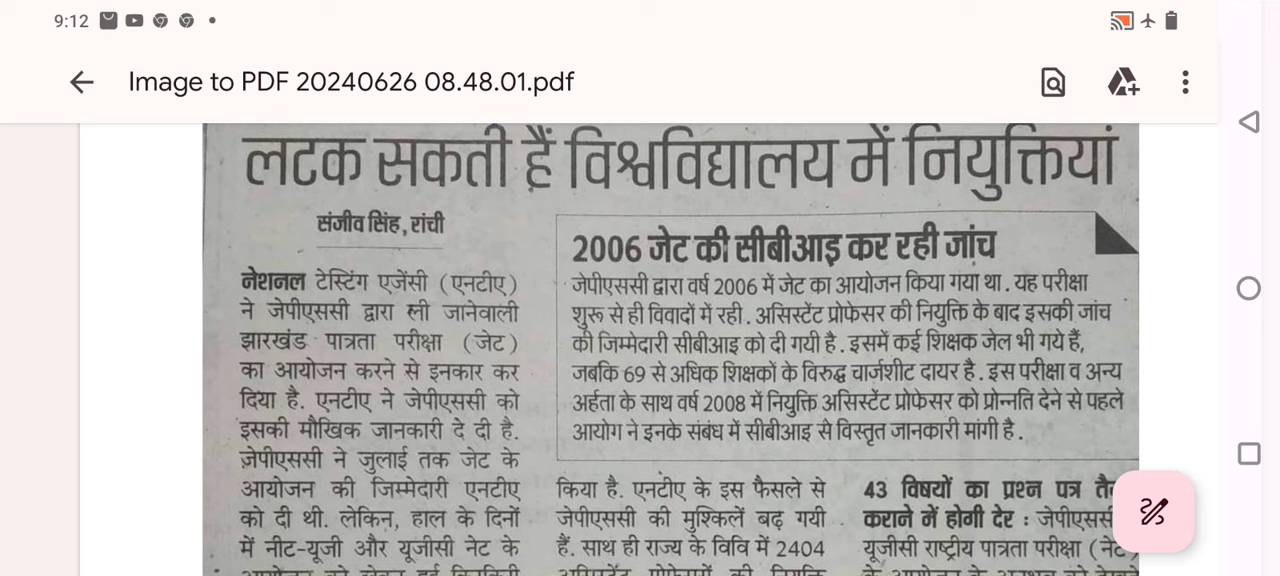 9:12
Image to PDF 20240626 08.48.01.pdf
लटक सकती हैं विश्वविद्यालय में नियुक्तियां
संजीव सिंह, रांची
नेशनल टेस्टिंग एजेंसी (एनटीए)
ने जेपीएससी द्वारा ली जानेवाली
झारखंड पात्रता परीक्षा (जेट)
का आयोजन करने से इनकार कर
दिया है. एनटीए ने जेपीएससी को
इसकी मौखिक जानकारी दे दी है.
जेपीएससी ने जुलाई तक जेट के
आयोजन की जिम्मेदारी एनटीए
को दी थी. लेकिन, हाल के दिनों
में नीट-यूजी और यूजीसी नेट के
2006 जेट की सीबीआइ कर रही जांच
जेपीएससी द्वारा वर्ष 2006 में जेट का आयोजन किया गया था. यह परीक्षा
शुरू से ही विवादों में रही. असिस्टेंट प्रोफेसर की नियुक्ति के बाद इसकी जांच
की जिम्मेदारी सीबीआइ को दी गयी है. इसमें कई शिक्षक जेल भी गये हैं,
जबकि 69 से अधिक शिक्षकों के विरुद्ध चार्जशीट दायर है. इस परीक्षा व अन्य
अर्हता के साथ वर्ष 2008 में नियुक्ति असिस्टेंट प्रोफेसर को प्रोन्नति देने से पहले
आयोग ने इनके संबंध में सीबीआइ से विस्तृत जानकारी मांगी है.
किया है. एनटीए के इस फैसले से
जेपीएससी की मुश्किलें बढ़ गयी
हैं. साथ ही राज्य के विवि में 2404
43 विषयों का प्रश्न पत्र
कराने में होगी देर : जेपीएससी
यूजीसी राष्ट्रीय पात्रता परीक्षा (नेट)